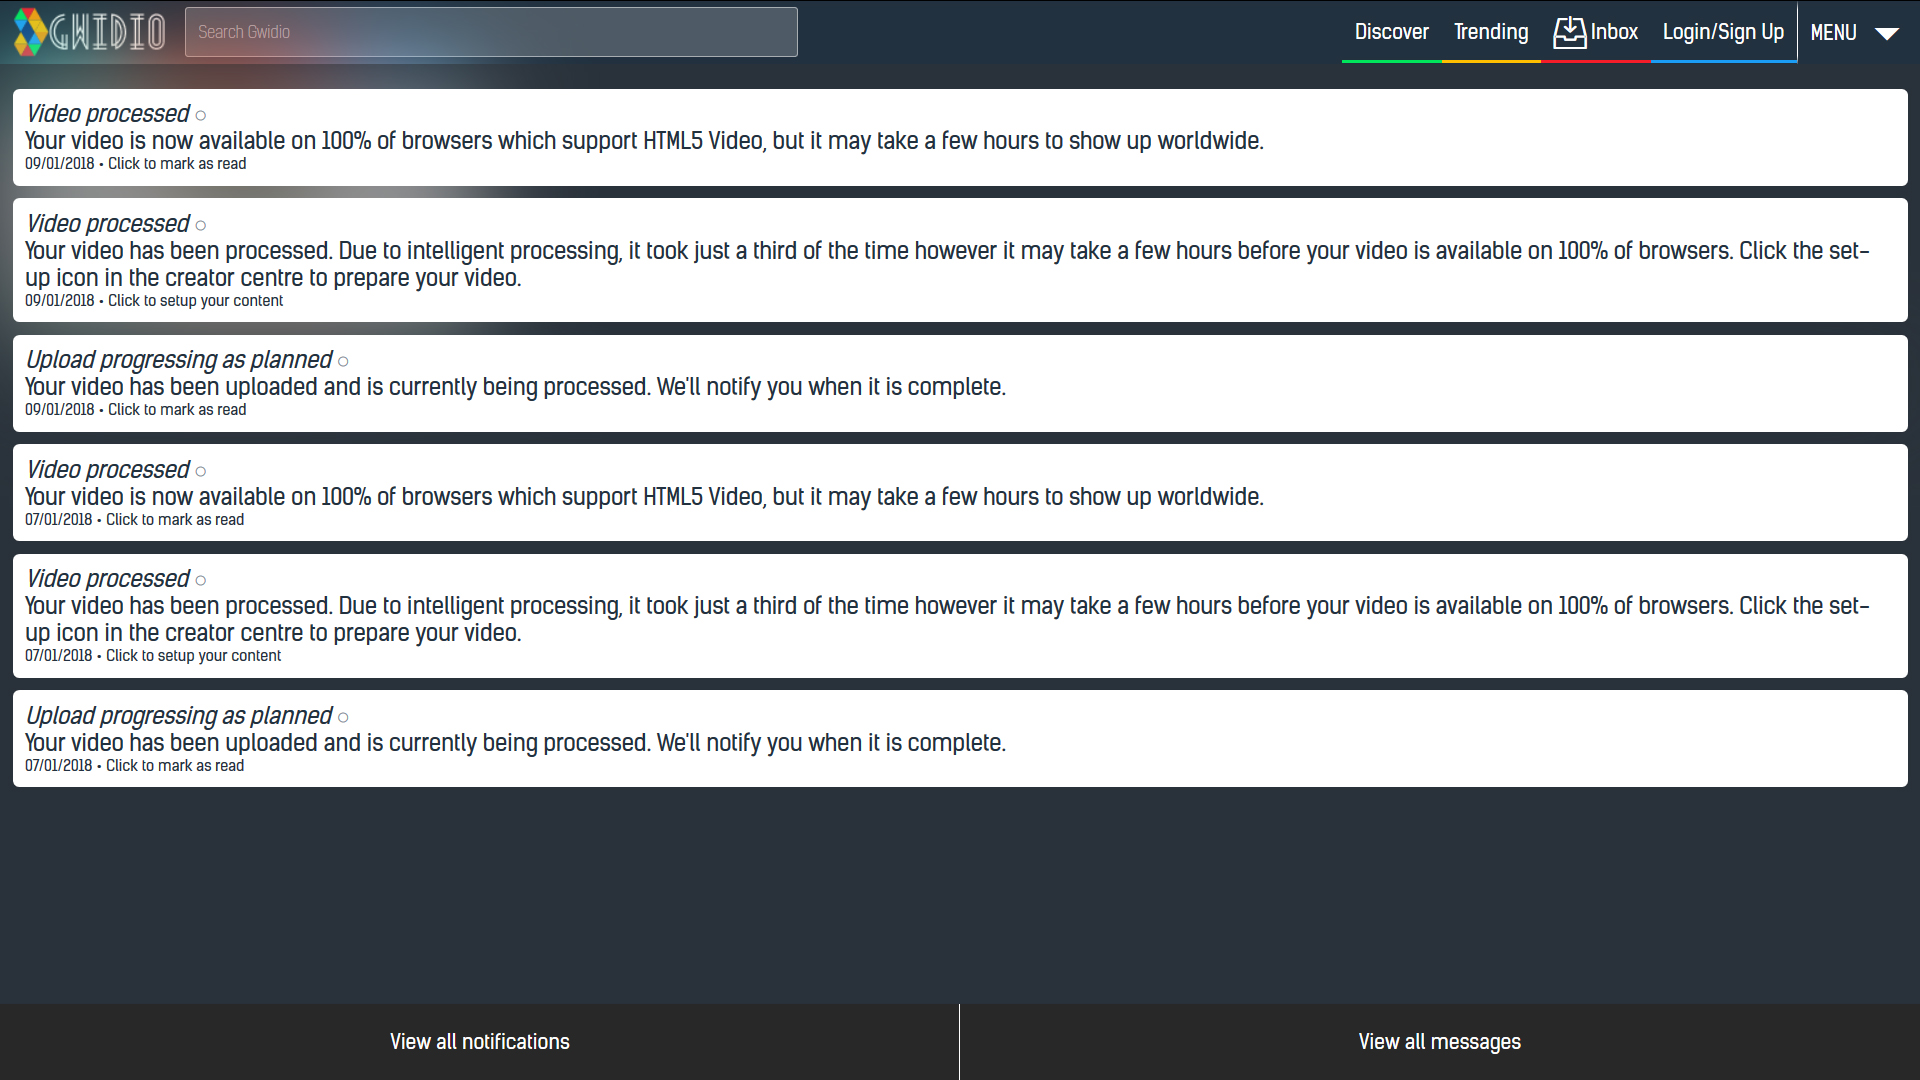 GWIDIO
Search Gwidio
Discover
Trending
Inbox
Login/Sign Up
MENU
Video processed
Your video is now available on 100% of browsers which support HTML5 Video, but it may take a few hours to show up worldwide.
09/01/2018 • Click to mark as read
Video processed
Your video has been processed. Due to intelligent processing, it took just a third of the time however it may take a few hours before your video is available on 100% of browsers. Click the set-
up icon in the creator centre to prepare your video.
09/01/2018 • Click to setup your content
Upload progressing as planned
Your video has been uploaded and is currently being processed. We'll notify you when it is complete.
09/01/2018 • Click to mark as read
Video processed
Your video is now available on 100% of browsers which support HTML5 Video, but it may take a few hours to show up worldwide.
07/01/2018 • Click to mark as read
Video processed
Your video has been processed. Due to intelligent processing, it took just a third of the time however it may take a few hours before your video is available on 100% of browsers. Click the set-
up icon in the creator centre to prepare your video.
07/01/2018 • Click to setup your content
Upload progressing as planned
Your video has been uploaded and is currently being processed. We'll notify you when it is complete.
07/01/2018 • Click to mark as read
View all notifications
View all messages